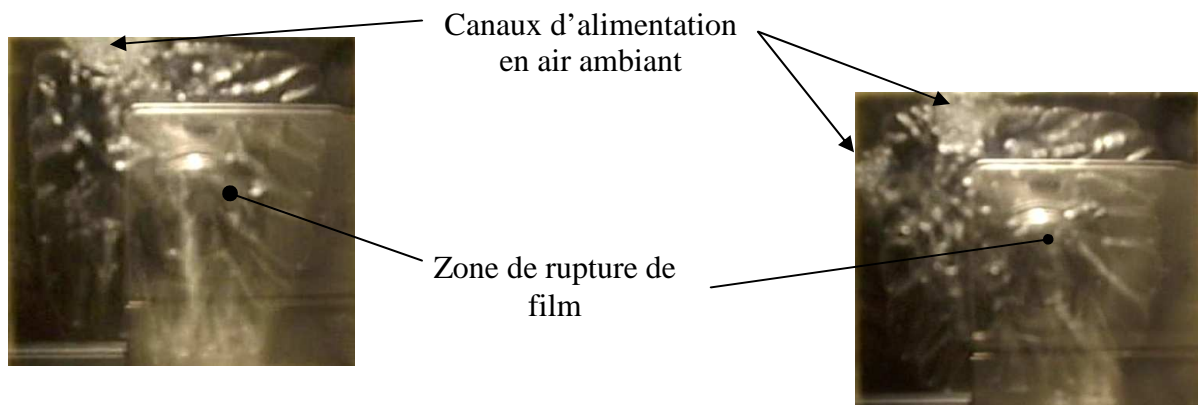 Canaux d’alimentation
en air ambiant
Zone de rupture de
film